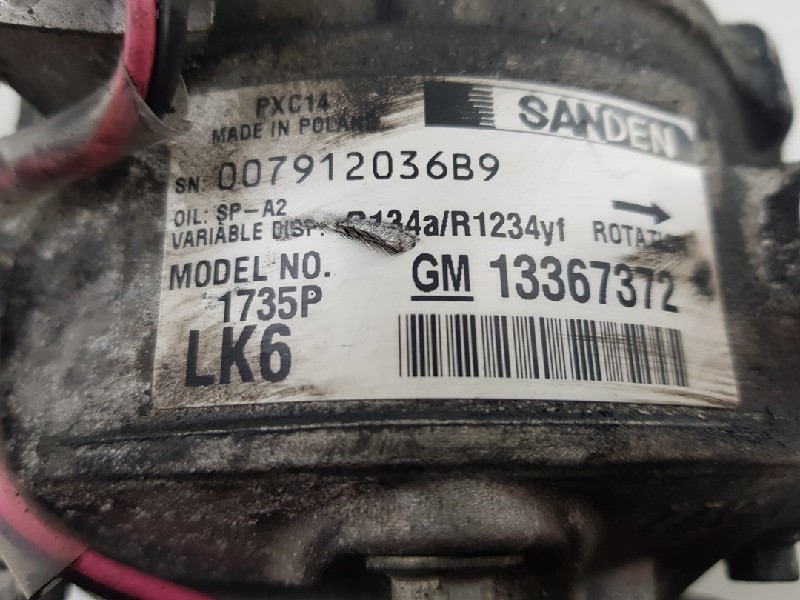 PXC14
MADE IN POLAND
SANDEN
SN: 007912036B9
OIL: SP-A2
VARIABLE DISP. R134a/R1234yf ROTATION
MODEL NO.
1735P
GM 13367372
LK6